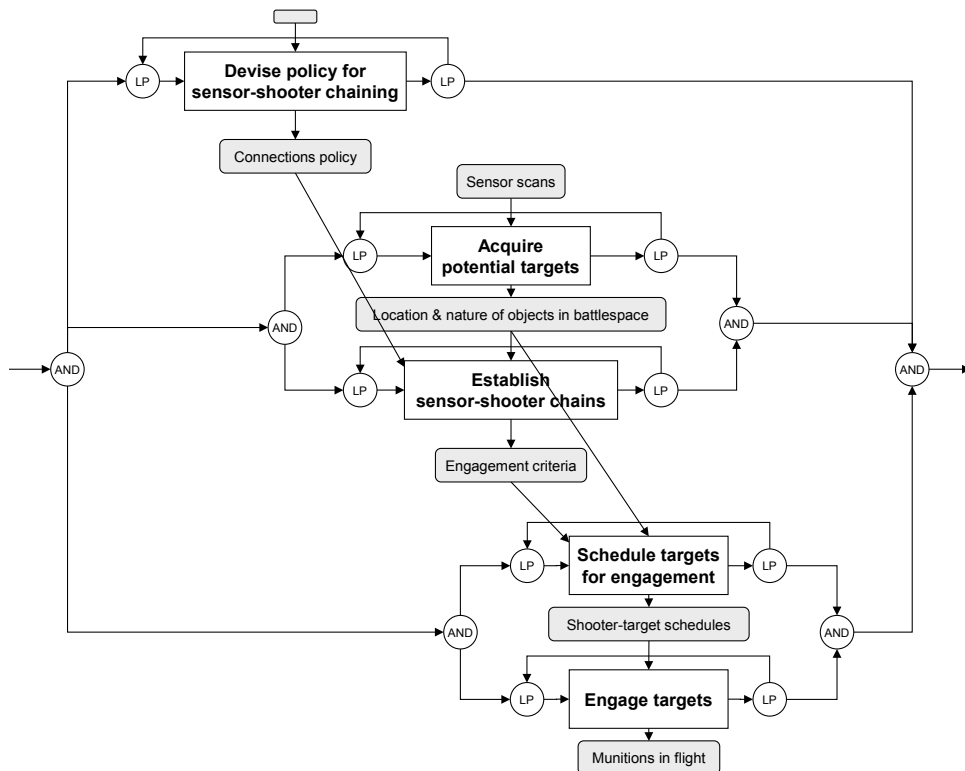 LP
Devise policy for
sensor-shooter chaining
LP
Connections policy
Sensor scans
LP
Acquire
potential targets
LP
AND
Location & nature of objects in battlespace
AND
AND
LP
Establish
sensor-shooter chains
LP
AND
Engagement criteria
LP
Schedule targets
for engagement
LP
AND
Shooter-target schedules
AND
LP
Engage targets
LP
Munitions in flight